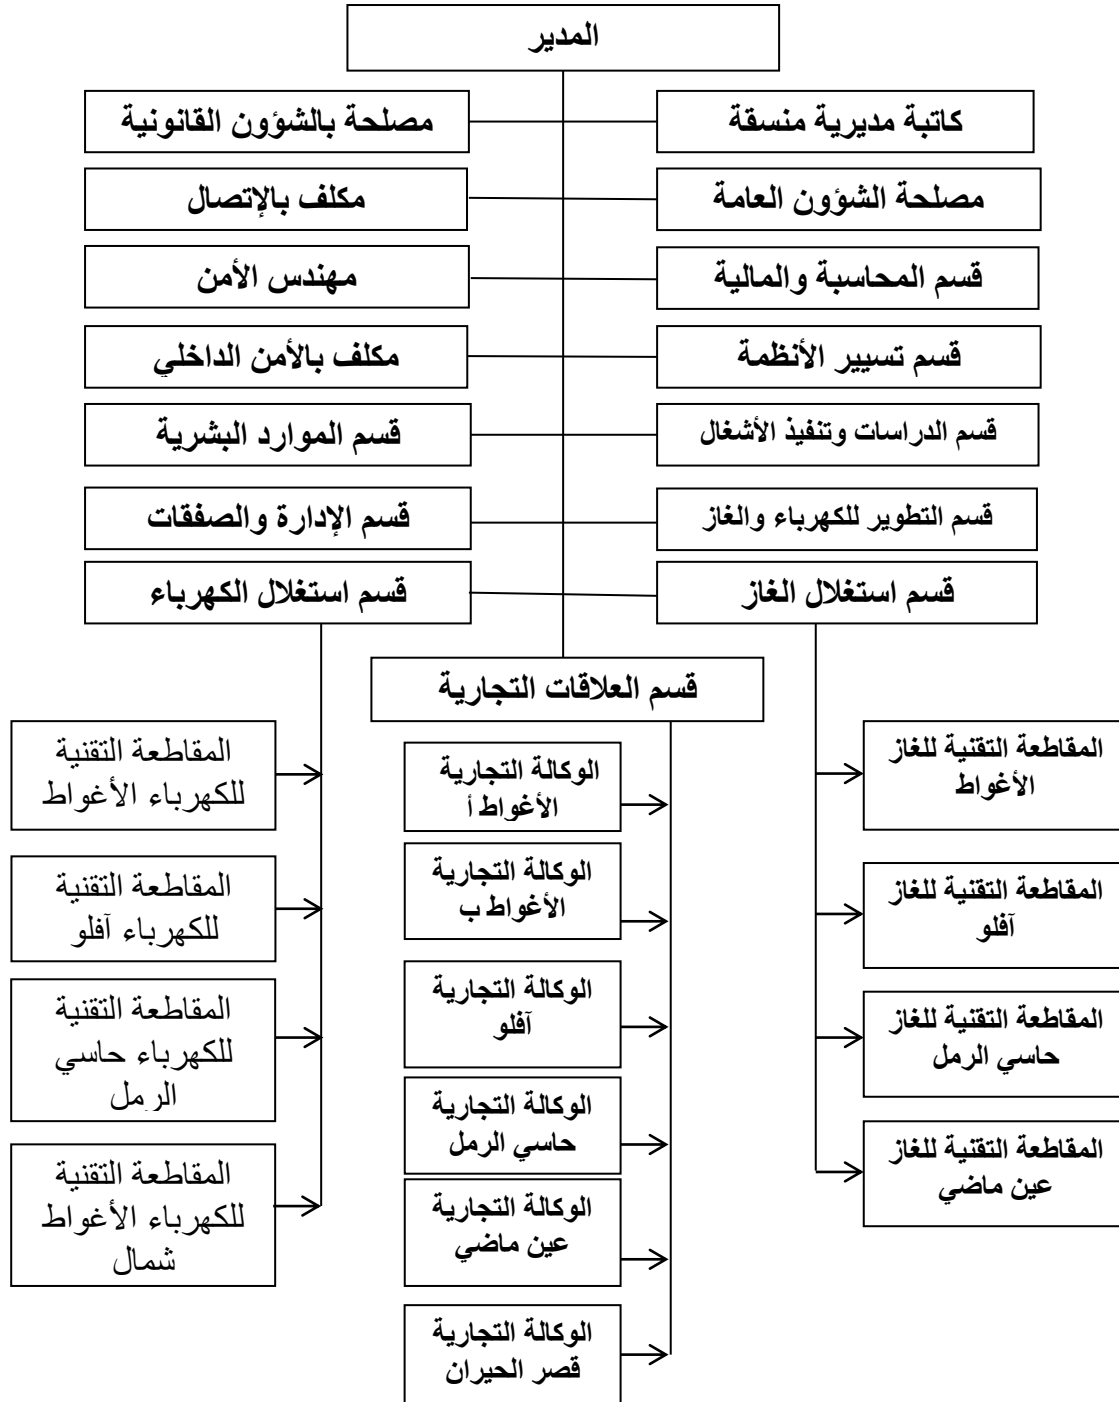 المدير
كاتبة مديرية منسقة
مصلحة بالشؤون القانونية
مصلحة الشؤون العامة
مكلف بالإتصال
قسم المحاسبة والمالية
مهندس الأمن
قسم تسيير الأنظمة
مكلف بالأمن الداخلي
قسم الدراسات وتنفيذ الأشغال
قسم الموارد البشرية
قسم التطوير للكهرباء والغاز
قسم الإدارة والصفقات
قسم استغلال الغاز
قسم استغلال الكهرباء
قسم العلاقات التجارية
المقاطعة التقنية للغاز
الأغواط
المقاطعة التقنية للغاز
آفلو
المقاطعة التقنية للغاز
حاسي الرمل
المقاطعة التقنية للغاز
عين ماضي
الوكالة التجارية
الأغواط أ
الوكالة التجارية
الأغواط ب
الوكالة التجارية
آفلو
الوكالة التجارية
حاسي الرمل
الوكالة التجارية
عين ماضي
الوكالة التجارية
قصر الحيران
المقاطعة التقنية
للكهرباء الأغواط
المقاطعة التقنية
للكهرباء آفلو
المقاطعة التقنية
للكهرباء حاسي
الرمل
المقاطعة التقنية
للكهرباء الأغواط
شمال